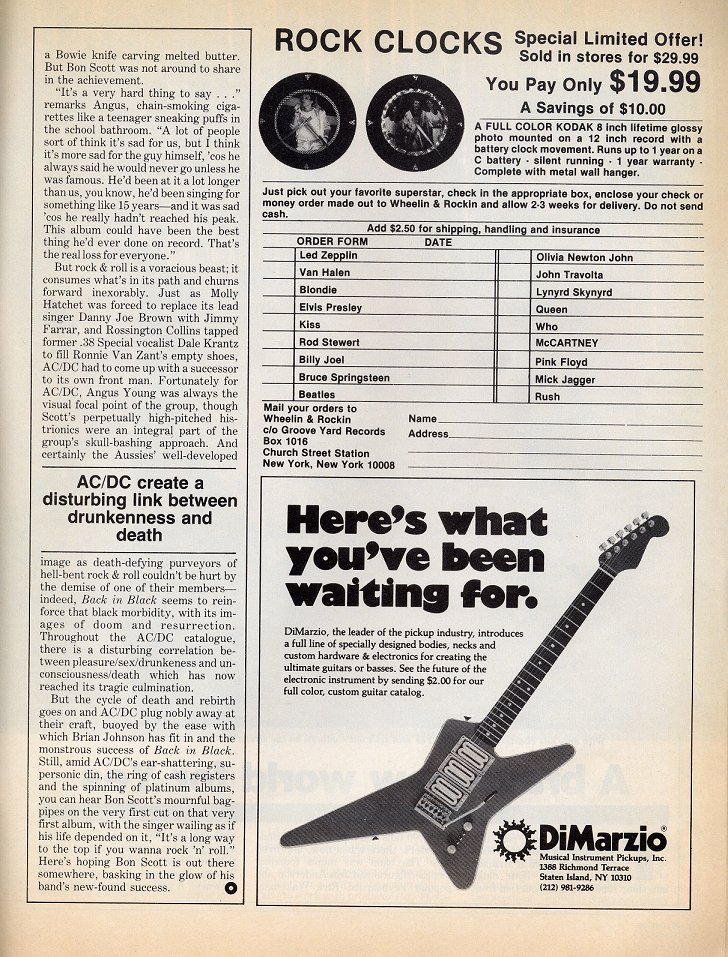 a Bowie knife carving melted butter.
But Bon Scott was not around to share
in the achievement.
"It's a very hard thing to say . . ."
remarks Angus, chain-smoking ciga-
rettes like a teenager sneaking puffs in
the school bathroom. "A lot of people
sort of think it's sad for us, but I think
it's more sad for the guy himself, 'cos he
always said he would never go unless he
was famous. He'd been at it a lot longer
than us, you know, he'd been singing for
something like 15 years—and it was sad
'cos he really hadn't reached his peak.
This album could have been the best
thing he'd ever done on record. That's
the real loss for everyone."
But rock & roll is a voracious beast; it
consumes what's in its path and churns
forward inexorably. Just as Molly
Hatchet was forced to replace its lead
singer Danny Joe Brown with Jimmy
Farrar, and Rossington Collins tapped
former .38 Special vocalist Dale Krantz
to fill Ronnie Van Zant's empty shoes,
AC/DC had to come up with a successor
to its own front man. Fortunately for
AC/DC, Angus Young was always the
visual focal point of the group, though
Scott's perpetually high-pitched his-
trionics were an integral part of the
group's skull-bashing approach. And
certainly the Aussies' well-developed
AC/DC create a
disturbing link between
drunkenness and
death
image as death-defying purveyors of
hell-bent rock & roll couldn't be hurt by
the demise of one of their members—
indeed, Back in Black seems to rein-
force that black morbidity, with its im-
ages of doom and resurrection.
Throughout the AC/DC catalogue,
there is a disturbing correlation be-
tween pleasure/sex/drunkeness and un-
consciousness/death which has now
reached its tragic culmination.
But the cycle of death and rebirth
goes on and AC/DC plug nobly away at
their craft, buoyed by the ease with
which Brian Johnson has fit in and the
monstrous success of Back in Black.
Still, amid AC/DC's ear-shattering, su-
personic din, the ring of cash registers
and the spinning of platinum albums,
you can hear Bon Scott's mournful bag-
pipes on the very first cut on that very
first album, with the singer wailing as if
his life depended on it, "It's a long way
to the top if you wanna rock 'n' roll."
Here's hoping Bon Scott is out there
somewhere, basking in the glow of his
band's new-found success.
ROCK CLOCKS
Special Limited Offer!
Sold in stores for $29.99
You Pay Only $19.99
A Savings of $10.00
A FULL COLOR KODAK 8 inch lifetime glossy
photo mounted on a 12 inch record with a
battery clock movement. Runs up to 1 year on a
C battery · silent running · 1 year warranty ·
Complete with metal wall hanger.
Just pick out your favorite superstar, check in the appropriate box, enclose your check or
money order made out to Wheelin & Rockin and allow 2-3 weeks for delivery. Do not send
cash.
Add $2.50 for shipping, handling and insurance
ORDER FORM DATE
Led Zepplin
Van Halen
Blondie
Elvis Presley
Kiss
Rod Stewert
Billy Joel
Bruce Springsteen
Beatles
Olivia Newton John
John Travolta
Lynyrd Skynyrd
Queen
Who
McCARTNEY
Pink Floyd
Mick Jagger
Rush
Mail your orders to
Wheelin & Rockin
c/o Groove Yard Records
Box 1016
Church Street Station
New York, New York 10008
Name
Address
Here's what
you've been
waiting for.
DiMarzio, the leader of the pickup industry, introduces
a full line of specially designed bodies, necks and
custom hardware & electronics for creating the
ultimate guitars or basses. See the future of the
electronic instrument by sending $2.00 for our
full color, custom guitar catalog.
DiMarzio®
Musical Instrument Pickups, Inc.
1388 Richmond Terrace
Staten Island, NY 10310
(212) 981-9286